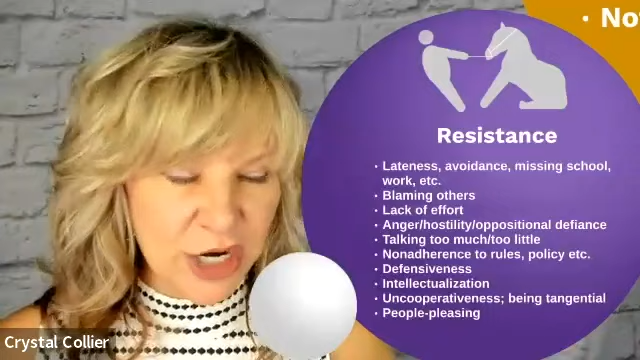 · No
Resistance
· Lateness, avoidance, missing school,
work, etc.
· Blaming others
· Lack of effort
· Anger/hostility/oppositional defiance
· Talking too much/too little
· Nonadherence to rules, policy etc.
· Defensiveness
· Intellectualization
· Uncooperativeness; being tangential
· People-pleasing
Crystal Collier